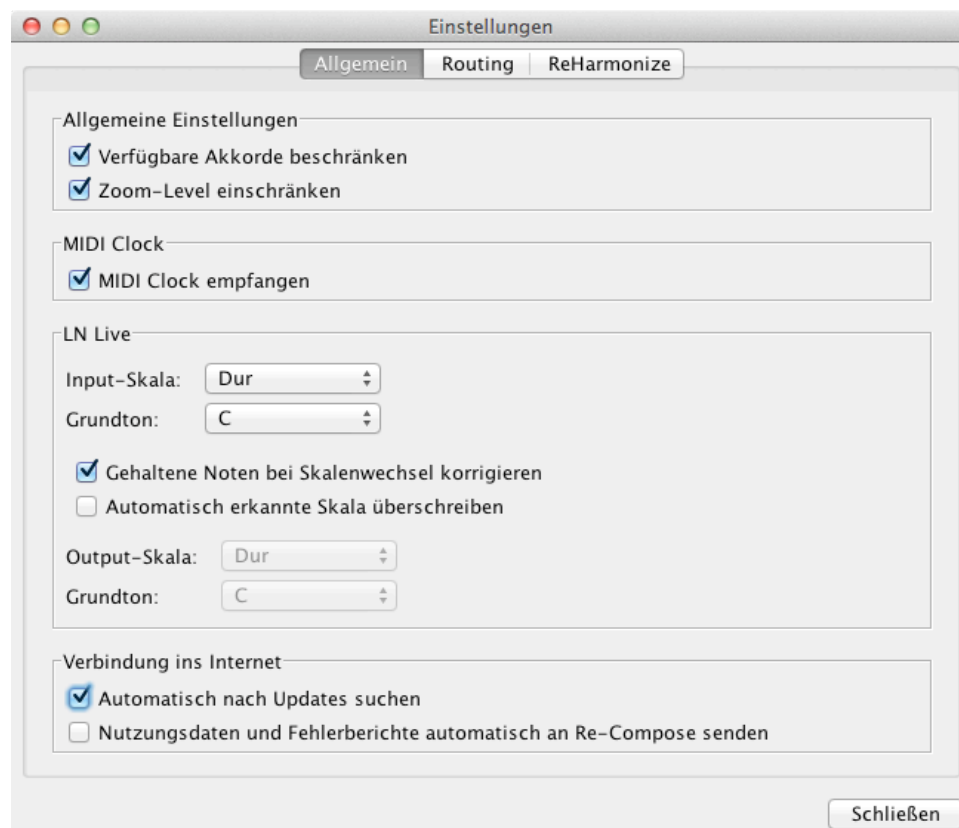 Einstellungen
Allgemein Routing ReHarmonize
Allgemeine Einstellungen
Verfügbare Akkorde beschränken
Zoom-Level einschränken
MIDI Clock
MIDI Clock empfangen
LN Live
Input-Skala: Dur
Grundton: C
Gehaltene Noten bei Skalenwechsel korrigieren
Automatisch erkannte Skala überschreiben
Output-Skala: Dur
Grundton: C
Verbindung ins Internet
Automatisch nach Updates suchen
Nutzungsdaten und Fehlerberichte automatisch an Re-Compose senden
Schließen